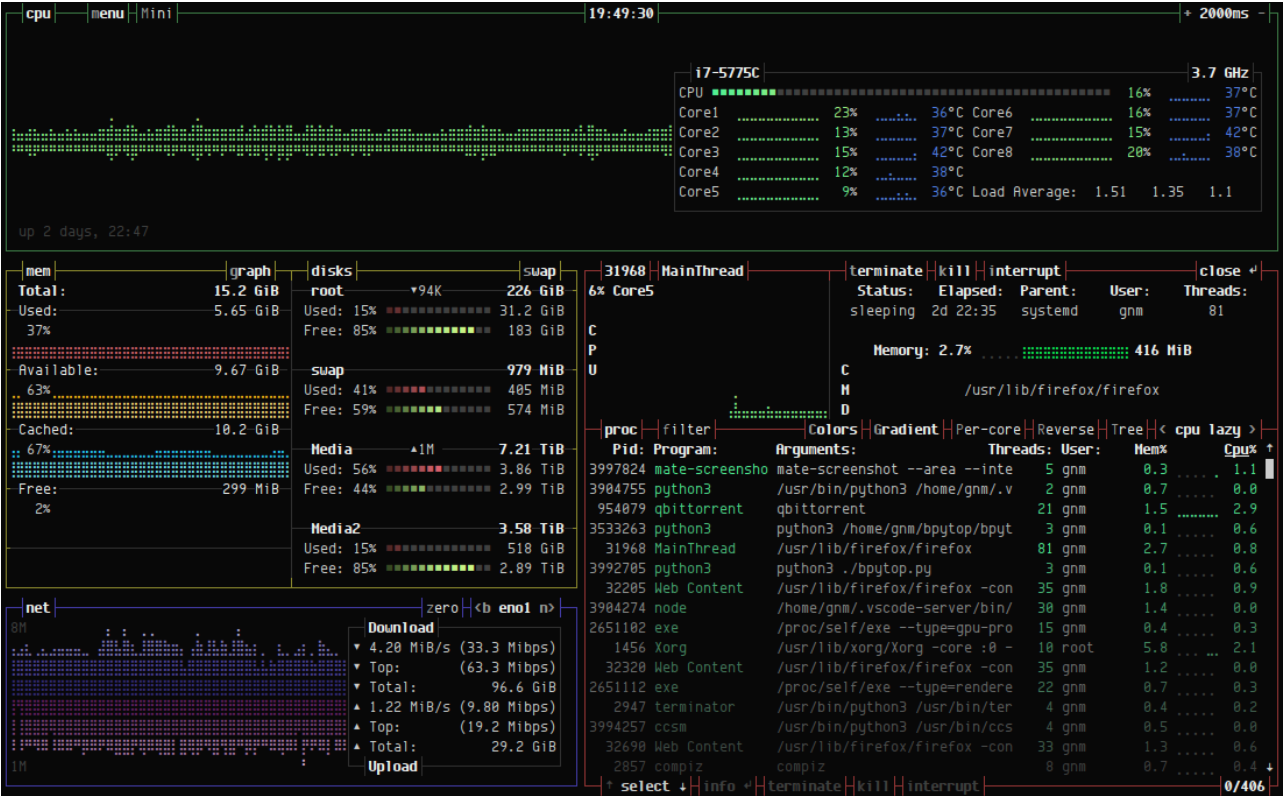 cpu menu Mini 19:49:30 + 2000ms -
i7-5775C 3.7 GHz
CPU 16% 37°C
Core1 23% 36°C Core6 16% 37°C
Core2 13% 37°C Core7 15% 42°C
Core3 15% 42°C Core8 20% 38°C
Core4 12% 38°C
Core5 9% 36°C Load Average: 1.51 1.35 1.1
up 2 days, 22:47
mem graph
Total: 15.2 GiB
Used: 5.65 GiB
37%
Available: 9.67 GiB
63%
Cached: 10.2 GiB
67%
Free: 299 MiB
2%
disks swap
root ▼94K 226 GiB
Used: 15% 31.2 GiB
Free: 85% 183 GiB
swap 979 MiB
Used: 41% 405 MiB
Free: 59% 574 MiB
Media ▲1M 7.21 TiB
Used: 56% 3.86 TiB
Free: 44% 2.99 TiB
Media2 3.58 TiB
Used: 15% 518 GiB
Free: 85% 2.89 TiB
net zero <b eno1 n>
8M
Download
▼ 4.20 MiB/s (33.3 Mibps)
▼ Top: (63.3 Mibps)
▼ Total: 96.6 GiB
▲ 1.22 MiB/s (9.80 Mibps)
▲ Top: (19.2 Mibps)
▲ Total: 29.2 GiB
Upload
1M
31968 MainThread terminate kill interrupt close ↲
6% Core5
CPU
Status: Elapsed: Parent: User: Threads:
sleeping 2d 22:35 systemd gnm 81
Memory: 2.7% 416 MiB
CMD
/usr/lib/firefox/firefox
proc filter Colors Gradient Per-core Reverse Tree < cpu lazy >
Pid: Program: Arguments: Threads: User: Mem% Cpu% ↑
3997824 mate-screensho mate-screenshot --area --inte 5 gnm 0.3 1.1
3904755 python3 /usr/bin/python3 /home/gnm/.v 2 gnm 0.7 0.0
954079 qbittorrent qbittorrent 21 gnm 1.5 2.9
3533263 python3 python3 /home/gnm/bpytop/bpyt 3 gnm 0.1 0.6
31968 MainThread /usr/lib/firefox/firefox 81 gnm 2.7 0.8
3992705 python3 python3 ./bpytop.py 3 gnm 0.1 0.6
32205 Web Content /usr/lib/firefox/firefox -con 35 gnm 1.8 0.9
3904274 node /home/gnm/.vscode-server/bin/ 30 gnm 1.4 0.0
2651102 exe /proc/self/exe --type=gpu-pro 15 gnm 0.4 0.3
1456 Xorg /usr/lib/xorg/Xorg -core :0 - 10 root 5.8 2.1
32320 Web Content /usr/lib/firefox/firefox -con 35 gnm 1.2 0.0
2651112 exe /proc/self/exe --type=rendere 22 gnm 0.7 0.3
2947 terminator /usr/bin/python3 /usr/bin/ter 4 gnm 0.4 0.2
3994257 ccsm /usr/bin/python3 /usr/bin/ccs 4 gnm 0.5 0.0
32690 Web Content /usr/lib/firefox/firefox -con 33 gnm 1.3 0.6
2857 compiz compiz 8 gnm 0.7 0.4 ↓
↑ select ↓ info ↲ terminate kill interrupt 0/406